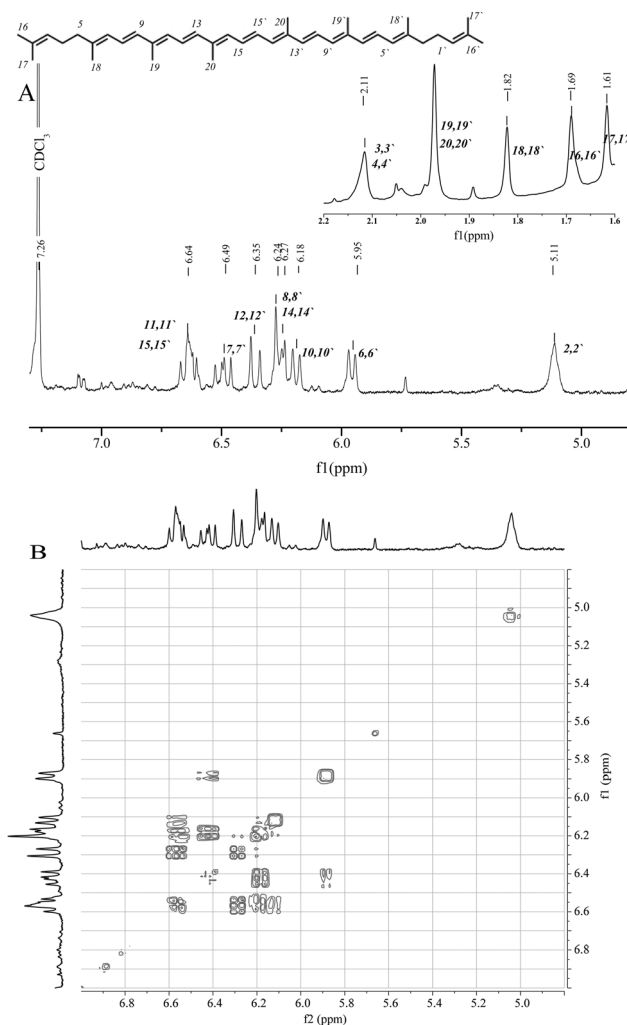 16 5 9 13 15` 20 19` 18` 17`
17 18 19 20 15 13` 9` 5` 1` 16`
A
CDCl3
7.26
2.11 1.82 1.69 1.61
3,3`
4,4`
19,19`
20,20`
18,18`
16,16`
17,17
2.2 2.1 2.0 1.9 1.8 1.7 1.6
f1(ppm)
6.64 6.49 6.35 6.24 6.27 6.18 5.95 5.11
11,11`
15,15`
7,7`
12,12`
8,8`
14,14`
10,10`
6,6`
2,2`
7.0 6.5 6.0 5.5 5.0
f1(ppm)
B
5.0
5.2
5.4
5.6
5.8
6.0
6.2
6.4
6.6
6.8
f1 (ppm)
6.8 6.6 6.4 6.2 6.0 5.8 5.6 5.4 5.2 5.0
f2 (ppm)